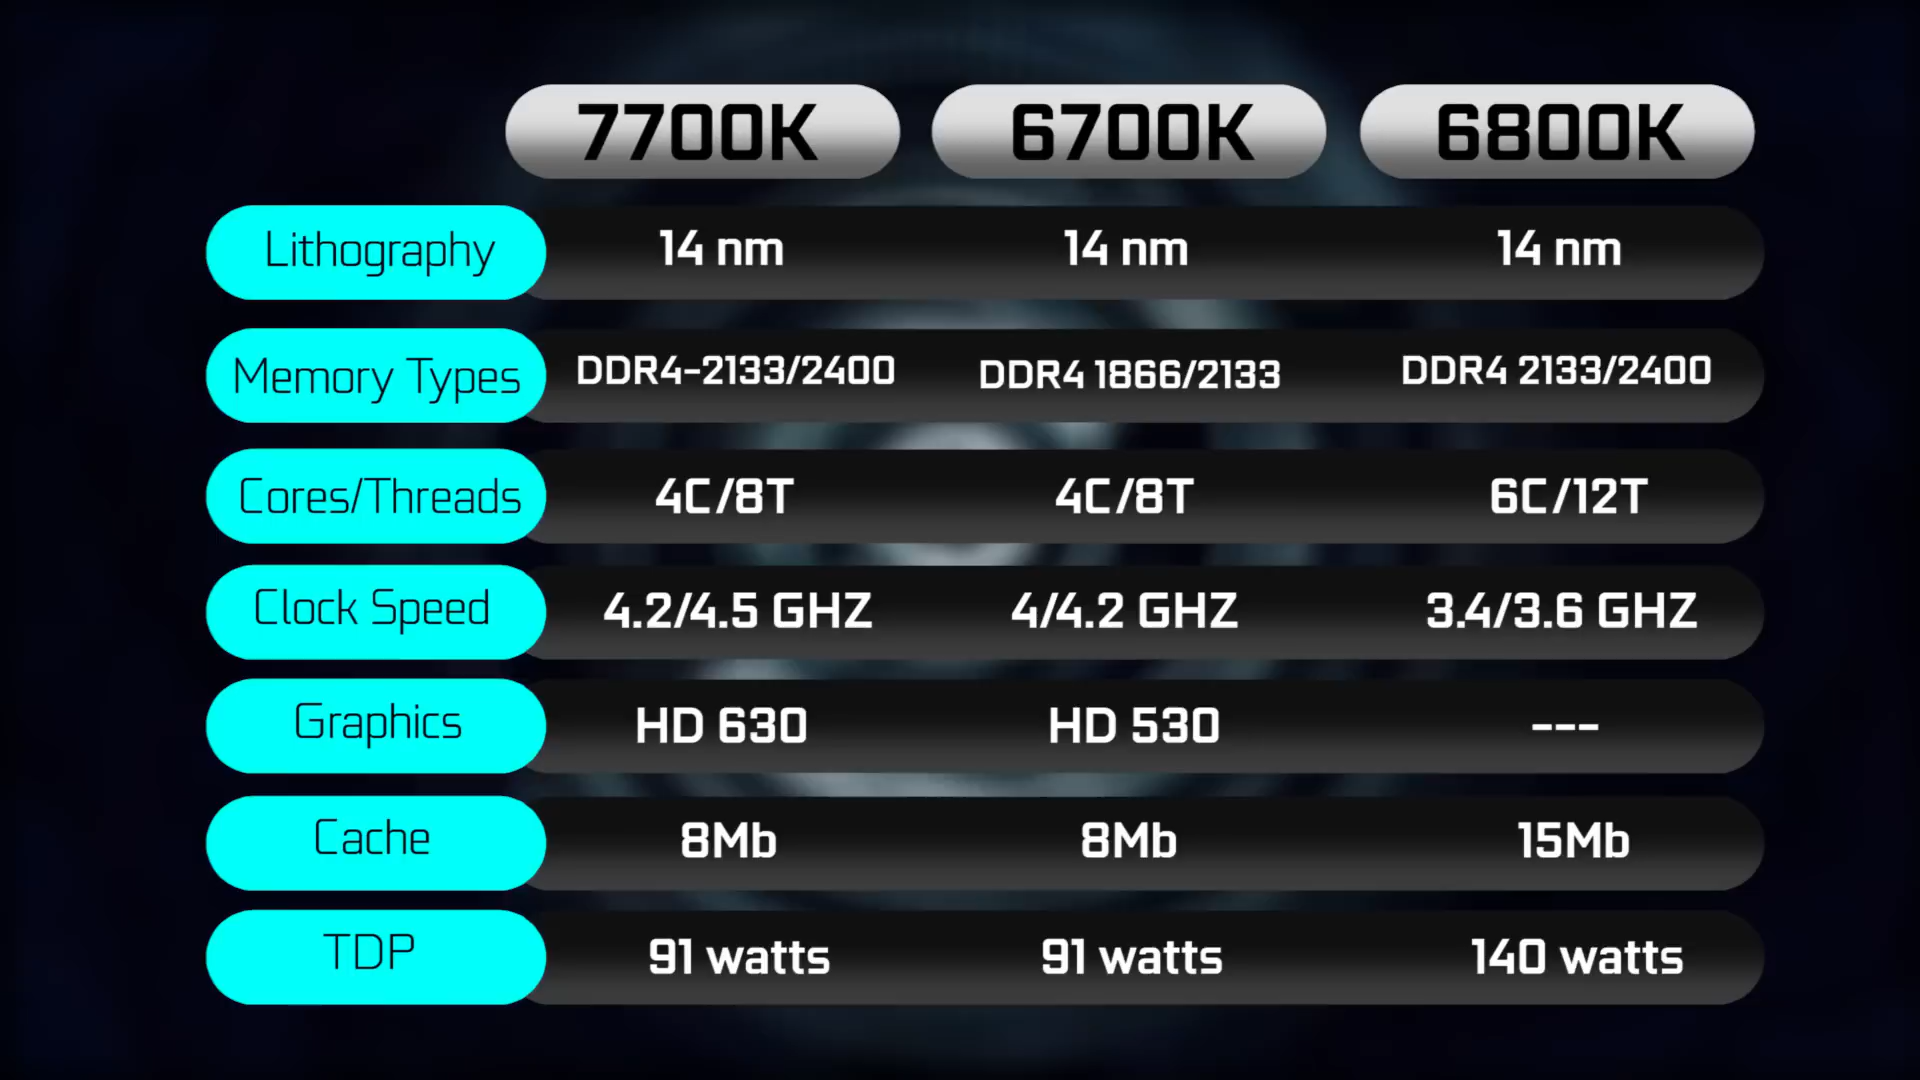 7700K 6700K 6800K
Lithography 14 nm 14 nm 14 nm
Memory Types DDR4-2133/2400 DDR4 1866/2133 DDR4 2133/2400
Cores/Threads 4C/8T 4C/8T 6C/12T
Clock Speed 4.2/4.5 GHZ 4/4.2 GHZ 3.4/3.6 GHZ
Graphics HD 630 HD 530 ---
Cache 8Mb 8Mb 15Mb
TDP 91 watts 91 watts 140 watts